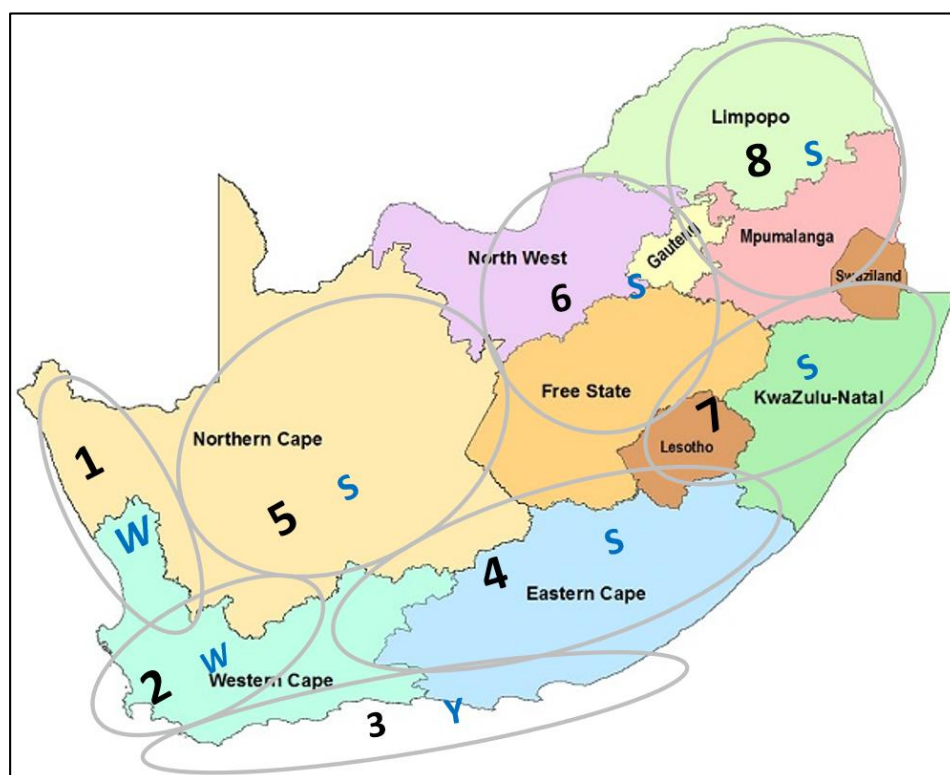 Limpopo
8 S
Mpumalanga
Gauteng
North West
Swaziland
6 S
S
Free State
KwaZulu-Natal
7
Lesotho
Northern Cape
1
5 S
W
S
4
Eastern Cape
W
2
Western Cape
3 Y